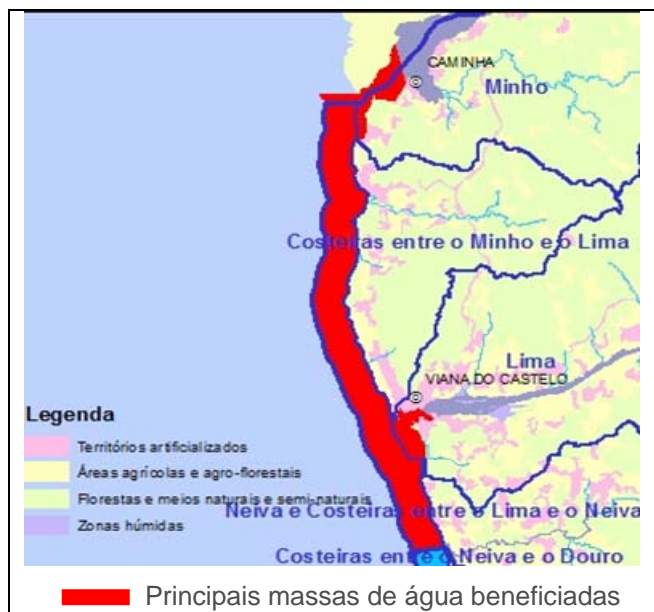 CAMINHA
Minho
Costeiras entre o Minho e o Lima
Lima
VIANA DO CASTELO
Legenda
Territórios artificializados
Áreas agrícolas e agro-florestais
Florestas e meios naturais e semi-naturais
Zonas húmidas
Neiva e Costeiras entre o Lima e o Neiva
Costeiras entre o Neiva e o Douro
Principais massas de água beneficiadas